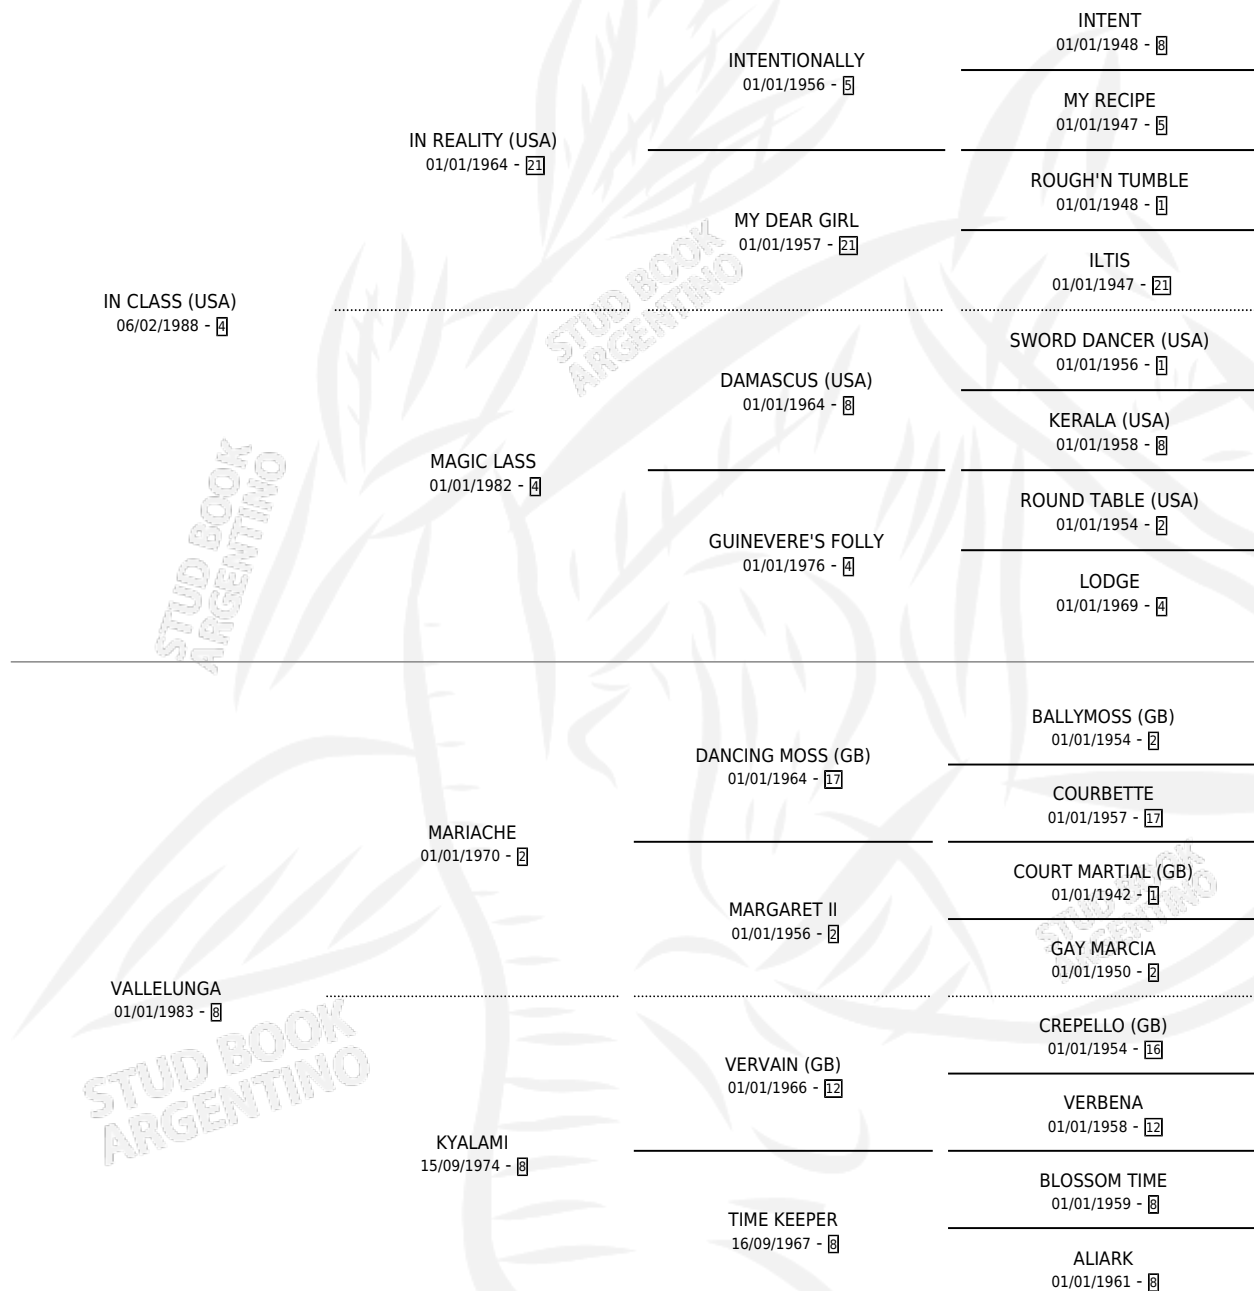 INTENT
01/01/1948 - 8
INTENTIONALLY
01/01/1956 - 5
MY RECIPE
01/01/1947 - 5
IN REALITY (USA)
01/01/1964 - 21
ROUGH'N TUMBLE
01/01/1948 - 1
MY DEAR GIRL
01/01/1957 - 21
ILTIS
01/01/1947 - 21
IN CLASS (USA)
06/02/1988 - 4
STUD BOOK
ARGENTINO
SWORD DANCER (USA)
01/01/1956 - 1
DAMASCUS (USA)
01/01/1964 - 8
KERALA (USA)
01/01/1958 - 8
MAGIC LASS
01/01/1982 - 4
ROUND TABLE (USA)
01/01/1954 - 2
GUINEVERE'S FOLLY
01/01/1976 - 4
LODGE
01/01/1969 - 4
STUD BOOK
ARGENTINO
BALLYMOSS (GB)
01/01/1954 - 2
DANCING MOSS (GB)
01/01/1964 - 17
COURBETTE
01/01/1957 - 17
MARIACHE
01/01/1970 - 2
COURT MARTIAL (GB)
01/01/1942 - 1
MARGARET II
01/01/1956 - 2
STUD BOOK
ARGENTINO
GAY MARCIA
01/01/1950 - 2
VALLELUNGA
01/01/1983 - 8
STUD BOOK
ARGENTINO
CREPELLO (GB)
01/01/1954 - 16
VERVAIN (GB)
01/01/1966 - 12
VERBENA
01/01/1958 - 12
KYALAMI
15/09/1974 - 8
BLOSSOM TIME
01/01/1959 - 8
TIME KEEPER
16/09/1967 - 8
ALIARK
01/01/1961 - 8